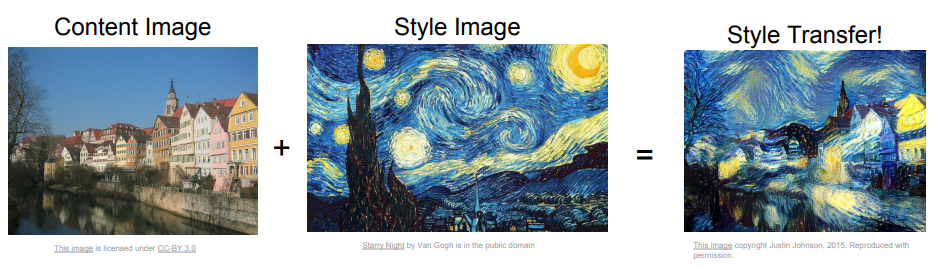 Content Image
Style Image
Style Transfer!
+
=
This image is licensed under CC-BY 3.0
Starry Night by Van Gogh is in the public domain
This image copyright Justin Johnson, 2015. Reproduced with
permission.